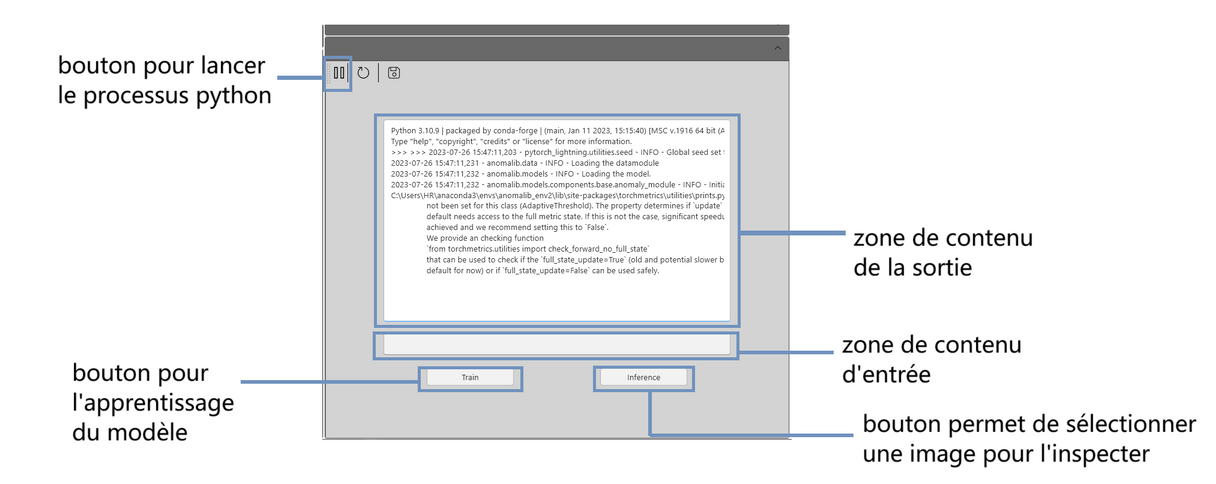 bouton pour lancer
le processus python
Python 3.10.9 | packaged by conda-forge | (main, Jan 11 2023, 15:15:40) [MSC v.1916 64 bit (A
Type "help", "copyright", "credits" or "license" for more information.
>>> >>> 2023-07-26 15:47:11,203 - pytorch_lightning.utilities.seed - INFO - Global seed set
2023-07-26 15:47:11,231 - anomalib.data - INFO - Loading the datamodule
2023-07-26 15:47:11,232 - anomalib.models - INFO - Loading the model.
2023-07-26 15:47:11,232 - anomalib.models.components.base.anomaly_module - INFO - Initi
C:\Users\HR\anaconda3\envs\anomalib_env2\lib\site-packages\torchmetrics\utilities\prints.py
not been set for this class (AdaptiveThreshold). The property determines if `update`
default needs access to the full metric state. If this is not the case, significant speedu
achieved and we recommend setting this to `False`.
We provide an checking function
`from torchmetrics.utilities import check_forward_no_full_state`
that can be used to check if the `full_state_update=True` (old and potential slower b
default for now) or if `full_state_update=False` can be used safely.
zone de contenu
de la sortie
zone de contenu
d'entrée
bouton pour
l'apprentissage
du modèle
Train
Inference
bouton permet de sélectionner
une image pour l'inspecter